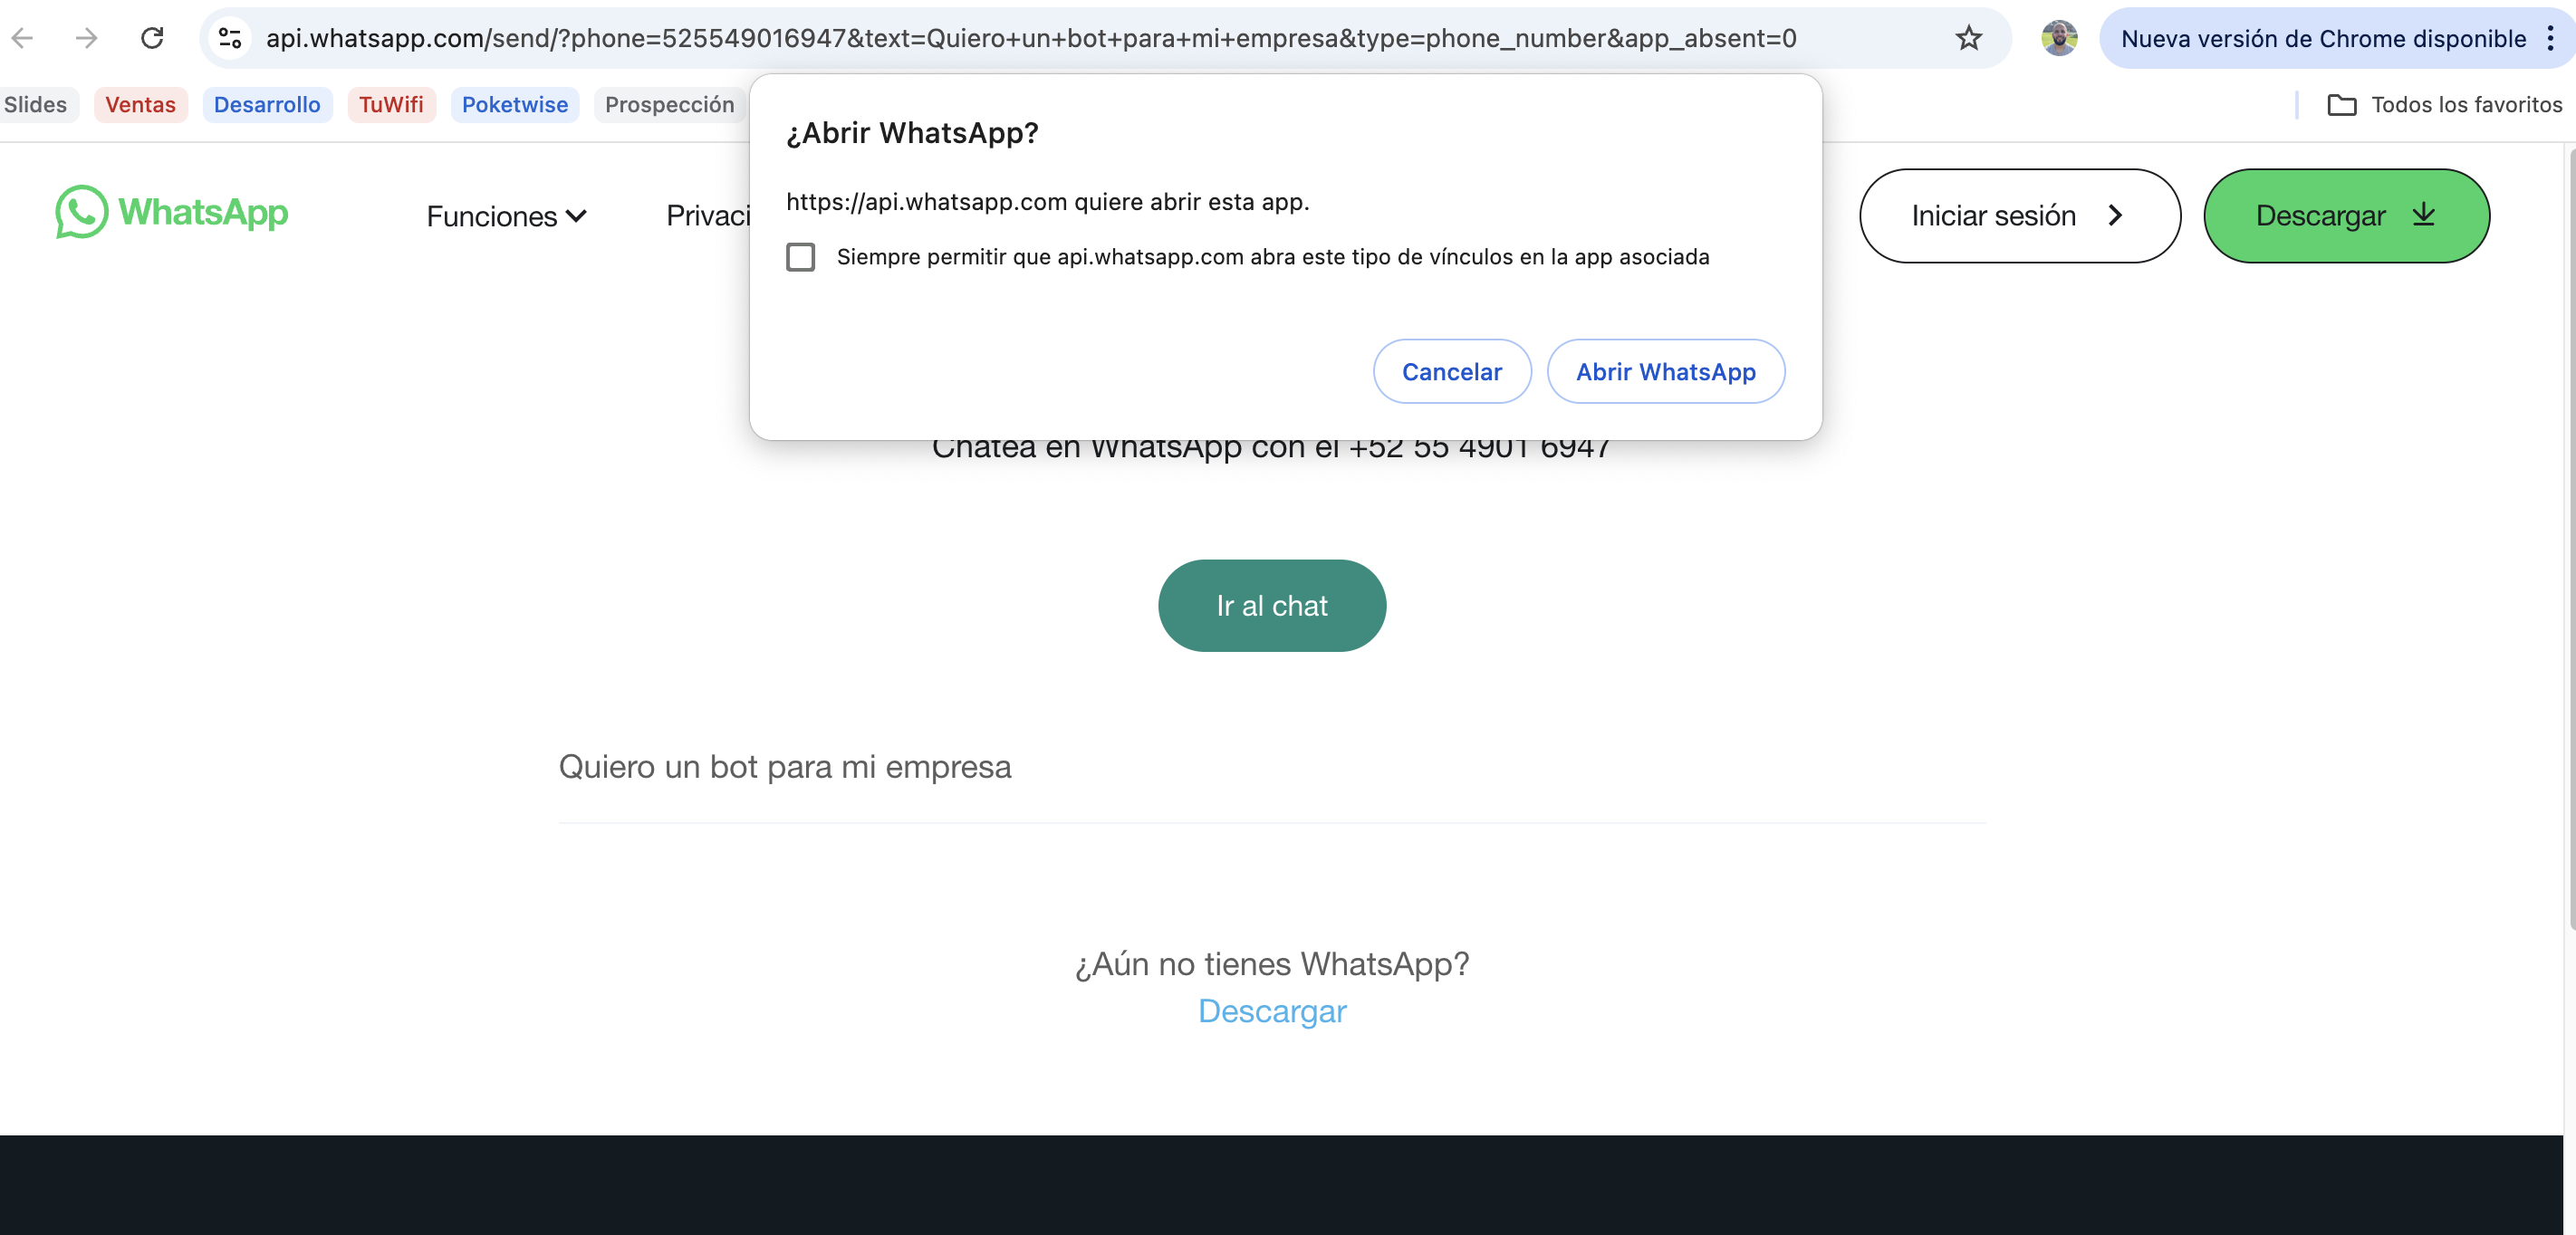 api.whatsapp.com/send/?phone=525549016947&text=Quiero+un+bot+para+mi+empresa&type=phone_number&app_absent=0
Nueva versión de Chrome disponible
Slides
Ventas
Desarrollo
TuWifi
Poketwise
Prospección
Todos los favoritos
¿Abrir WhatsApp?
https://api.whatsapp.com quiere abrir esta app.
Siempre permitir que api.whatsapp.com abra este tipo de vínculos en la app asociada
Cancelar
Abrir WhatsApp
WhatsApp
Funciones
Privaci
Iniciar sesión
Descargar
Chatea en WhatsApp con el +52 55 4901 6947
Ir al chat
Quiero un bot para mi empresa
¿Aún no tienes WhatsApp?
Descargar